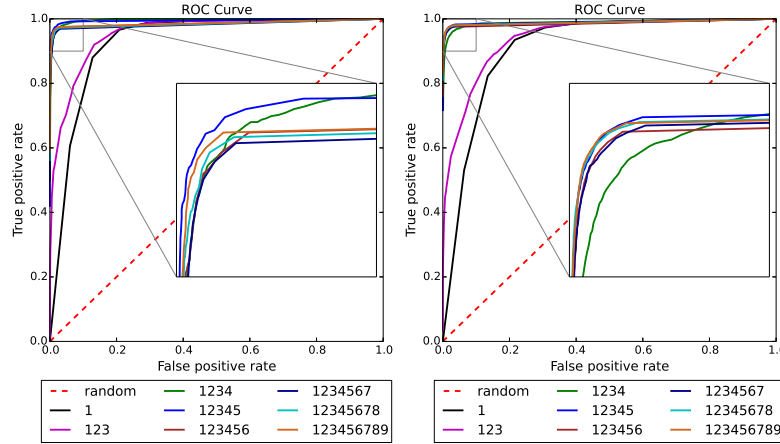 ROC Curve
1.0
0.8
0.6
0.4
0.2
0.0
True positive rate
0.0 0.2 0.4 0.6 0.8 1.0
False positive rate
random 1234 1234567
1 12345 12345678
123 123456 123456789
ROC Curve
1.0
0.8
0.6
0.4
0.2
0.0
True positive rate
0.0 0.2 0.4 0.6 0.8 1.0
False positive rate
random 1234 1234567
1 12345 12345678
123 123456 123456789